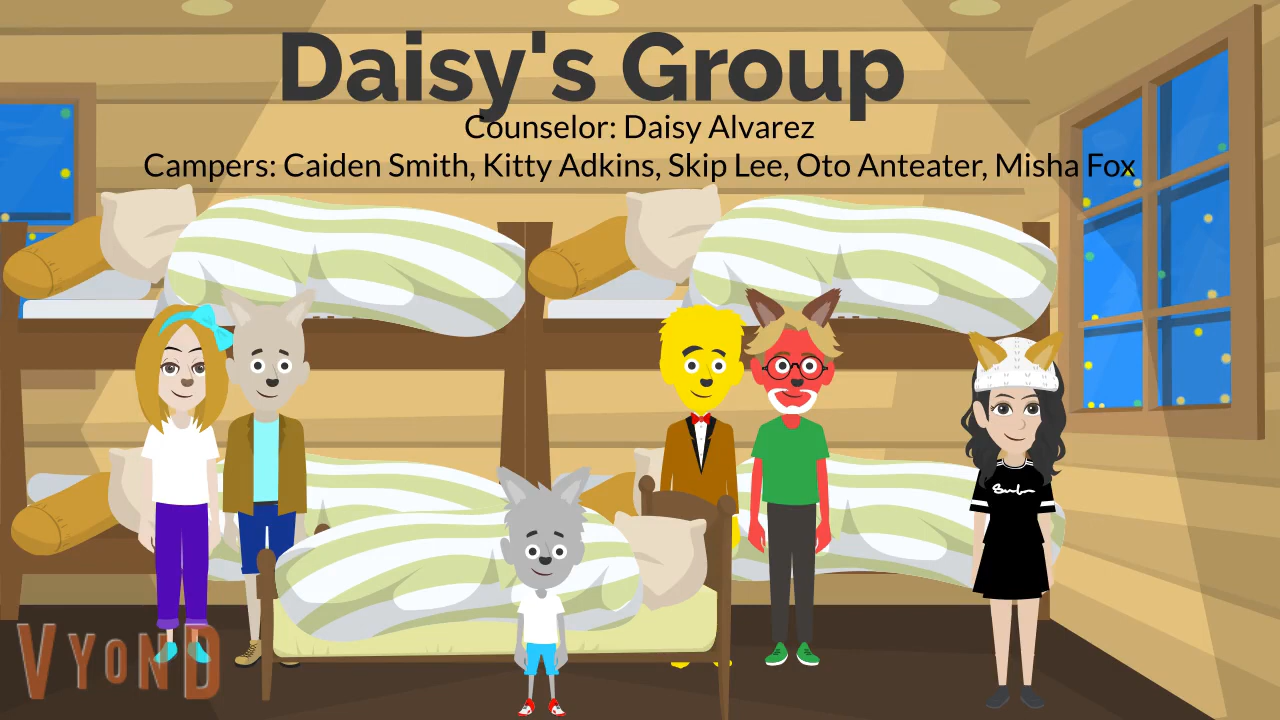 Daisy's Group
Counselor: Daisy Alvarez
Campers: Caiden Smith, Kitty Adkins, Skip Lee, Oto Anteater, Misha Fox
VYOND